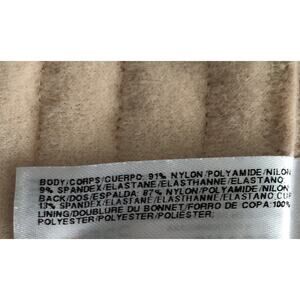 BODY/CORPS/CUERPO: 91% NYLON/POLYAMIDE/NILON
9% SPANDEX/ELASTANE/ELASTHANNE/ELASTANO
BACK/DOS/ESPALDA: 87% NYLON/POLYAMIDE/NILON
13% SPANDEX/ELASTANE/ELASTHANNE/ELASTANO CUP
LINING/DOUBLURE DU BONNET/FORRO DE COPA:100%
POLYESTER/POLYESTER/POLIÉSTER;